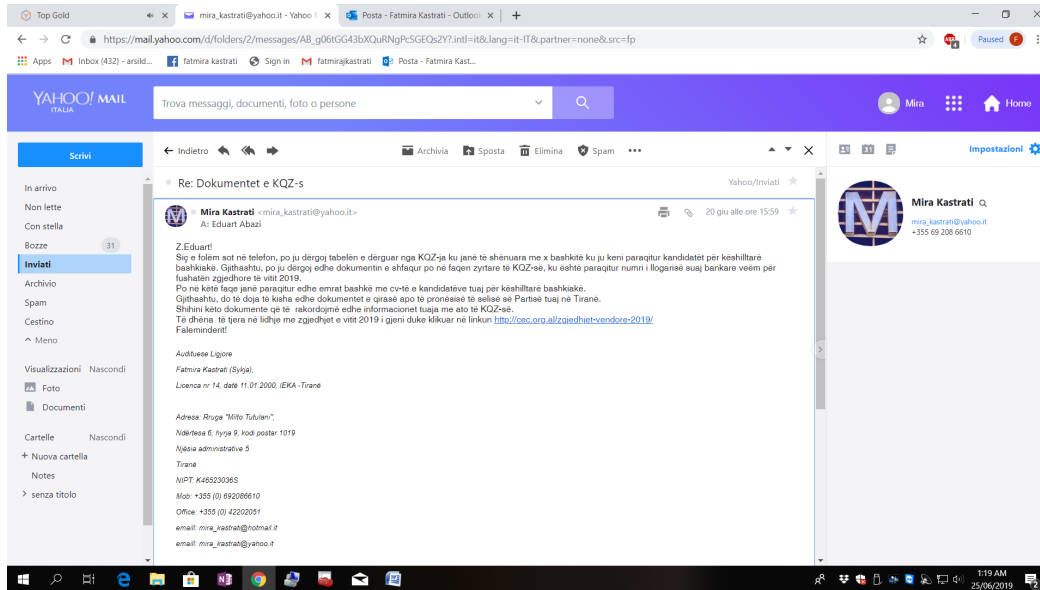 Top Gold
mira_kastrati@yahoo.it - Yahoo M
Posta - Fatmira Kastrati - Outlook
https://mail.yahoo.com/d/folders/2/messages/AB_g06tGG43bXQuRNgPcSGEQs2Y?.intl=it&.lang=it-IT&.partner=none&.src=fp
Paused F
Apps Inbox (432) - arsild... fatmira kastrati Sign in fatmirajkastrati Posta - Fatmira Kast...
YAHOO! MAIL
ITALIA
Trova messaggi, documenti, foto o persone
Mira
Home
Scrivi
Indietro Archivia Sposta Elimina Spam
Impostazioni
In arrivo
Non lette
Con stella
Bozze 31
Inviati
Archivio
Spam
Cestino
Meno
Visualizzazioni Nascondi
Foto
Documenti
Cartelle Nascondi
+ Nuova cartella
Notes
senza titolo
Re: Dokumentet e KQZ-s
Yahoo/Inviati
Mira Kastrati <mira_kastrati@yahoo.it>
A: Eduart Abazi
20 giu alle ore 15:59
Z.Eduart!
Siç e folëm sot në telefon, po ju dërgoj tabelën e dërguar nga KQZ-ja ku janë të shënuara me x bashkitë ku ju keni paraqitur kandidatët për këshilltarë
bashkiakë. Gjithashtu, po ju dërgoj edhe dokumentin e shfaqur po në faqen zyrtare të KQZ-së, ku është paraqitur numri i llogarisë suaj bankare veëm për
fushatën zgjedhore të vitit 2019.
Po në këtë faqe janë paraqitur edhe emrat bashkë me cv-të e kandidatëve tuaj për këshilltarë bashkiakë.
Gjithashtu, do të doja të kisha edhe dokumentet e qirasë apo të pronësisë të selisë së Partisë tuaj në Tiranë.
Shihini këto dokumente që të rakordojmë edhe informacionet tuaja me ato të KQZ-së.
Të dhëna të tjera në lidhje me zgjedhjet e vitit 2019 i gjeni duke klikuar në linkun http://cec.org.al/zgjedhjet-vendore-2019/
Faleminderit!
Audituese Ligjore
Fatmira Kastrati (Sykja),
Licenca nr 14, datë 11.01.2000, IEKA -Tiranë
Adresa: Rruga "Milto Tutulani",
Ndërtesa 6, hyrja 9, kodi postar 1019
Njësia administrative 5
Tiranë
NIPT: K46523036S
Mob: +355 (0) 692086610
Office: +355 (0) 42202051
emaill: mira_kastrati@hotmail.it
emaill: mira_kastrati@yahoo.it
Mira Kastrati
mira_kastrati@yahoo.it
+355 69 208 6610
1:19 AM
25/06/2019